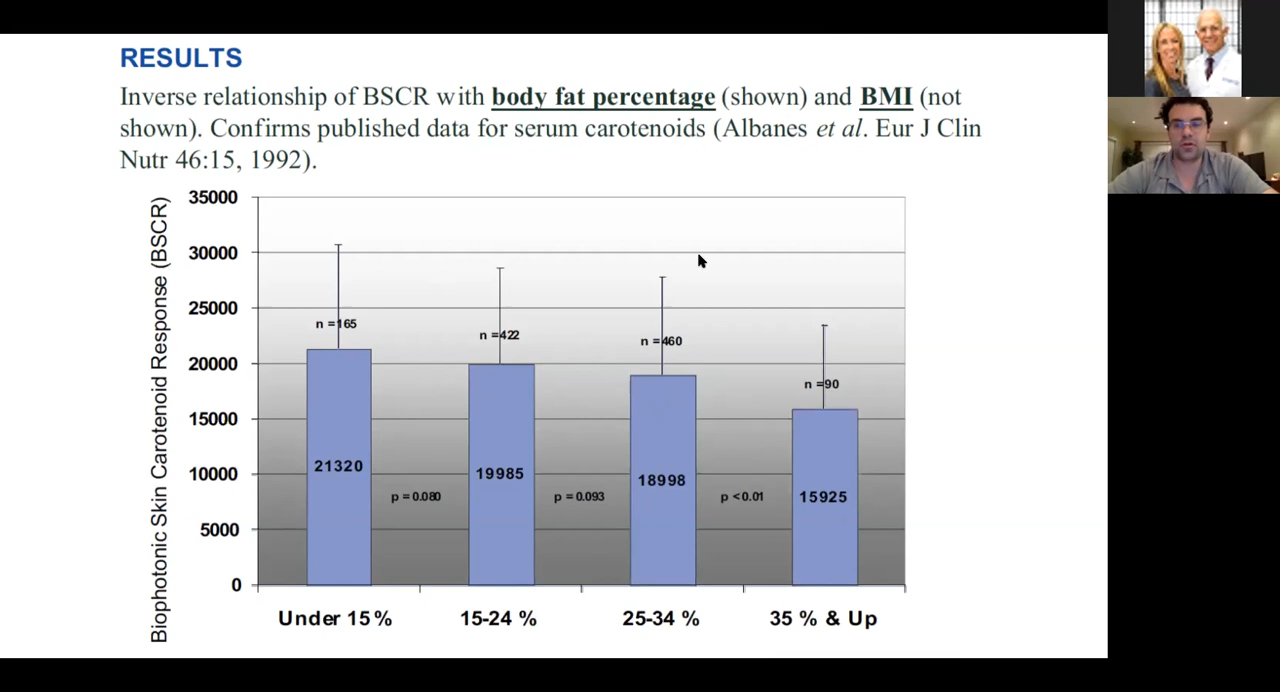 RESULTS
Inverse relationship of BSCR with body fat percentage (shown) and BMI (not
shown). Confirms published data for serum carotenoids (Albanes et al. Eur J Clin
Nutr 46:15, 1992).
Biophotonic Skin Carotenoid Response (BSCR)
35000
30000
25000
20000
15000
10000
5000
0
n =165
n =422
n =460
n =90
21320
19985
18998
15925
p = 0.080
p = 0.093
p <0.01
Under 15 %
15-24 %
25-34 %
35 % & Up